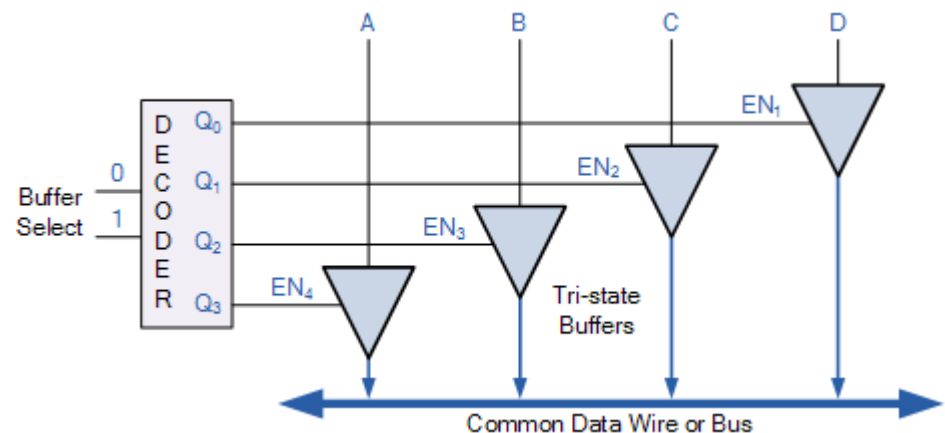 A B C D
EN₁
Q₀
EN₂
Q₁
0
Buffer
Select
1
DECODER
EN₃
Q₂
EN₄
Q₃
Tri-state
Buffers
Common Data Wire or Bus